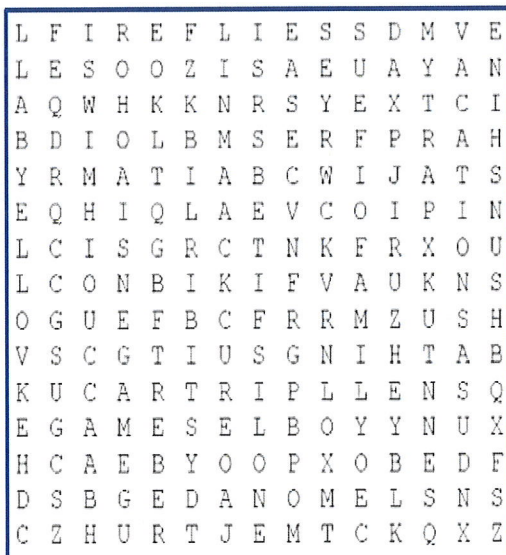 L F I R E F L I E S S D M V E
L E S O O Z I S A E U A Y A N
A Q W H K K N R S Y E X T C I
B D I O L B M S E R F P R A H
Y R M A T I A B C W I J A T S
E Q H I Q L A E V C O I P I N
L C I S G R C T N K F R X O U
L C O N B I K I F V A U K N S
O G U E F B C F R R M Z U S H
V S C G T I U S G N I H T A B
K U C A R T R I P L L E N S Q
E G A M E S E L B O Y Y N U X
H C A E B Y O O P X O B E D F
D S B G E D A N O M E L S N S
C Z H U R T J E M T C K Q X Z